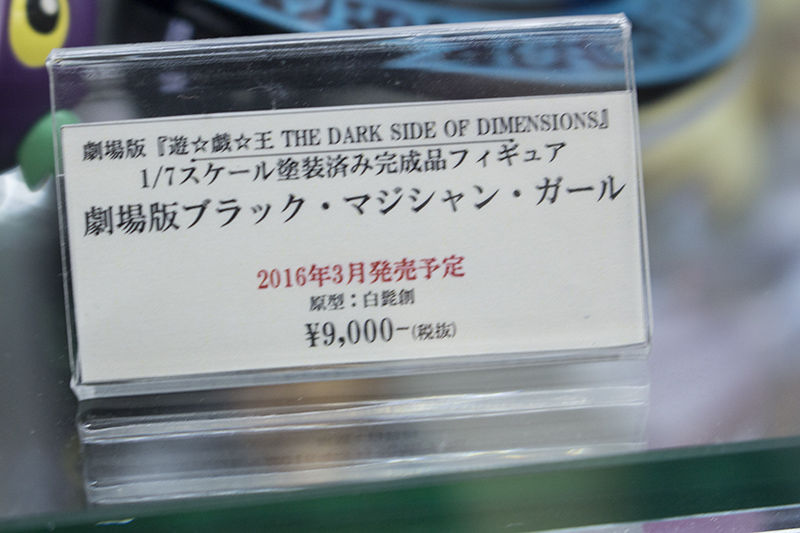 劇場版『遊☆戯☆王 THE DARK SIDE OF DIMENSIONS』
1/7スケール塗装済み完成品フィギュア
劇場版ブラック・マジシャン・ガール
2016年3月発売予定
原型：白髭創
¥9,000-(税抜)